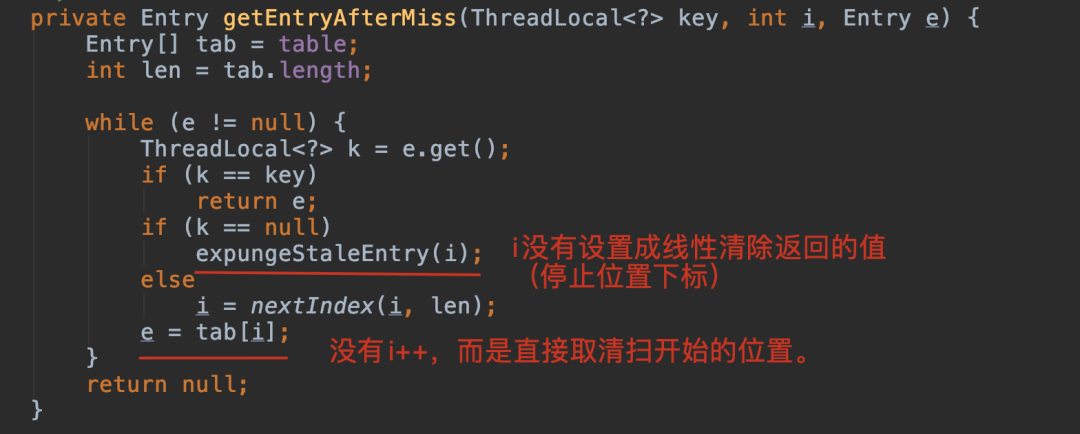 private Entry getEntryAfterMiss(ThreadLocal<?> key, int i, Entry e) {
Entry[] tab = table;
int len = tab.length;
while (e != null) {
ThreadLocal<?> k = e.get();
if (k == key)
return e;
if (k == null)
expungeStaleEntry(i);
i没有设置成线性清除返回的值
（停止位置下标）
else
i = nextIndex(i, len);
e = tab[i];
没有i++，而是直接取清扫开始的位置。
}
return null;
}